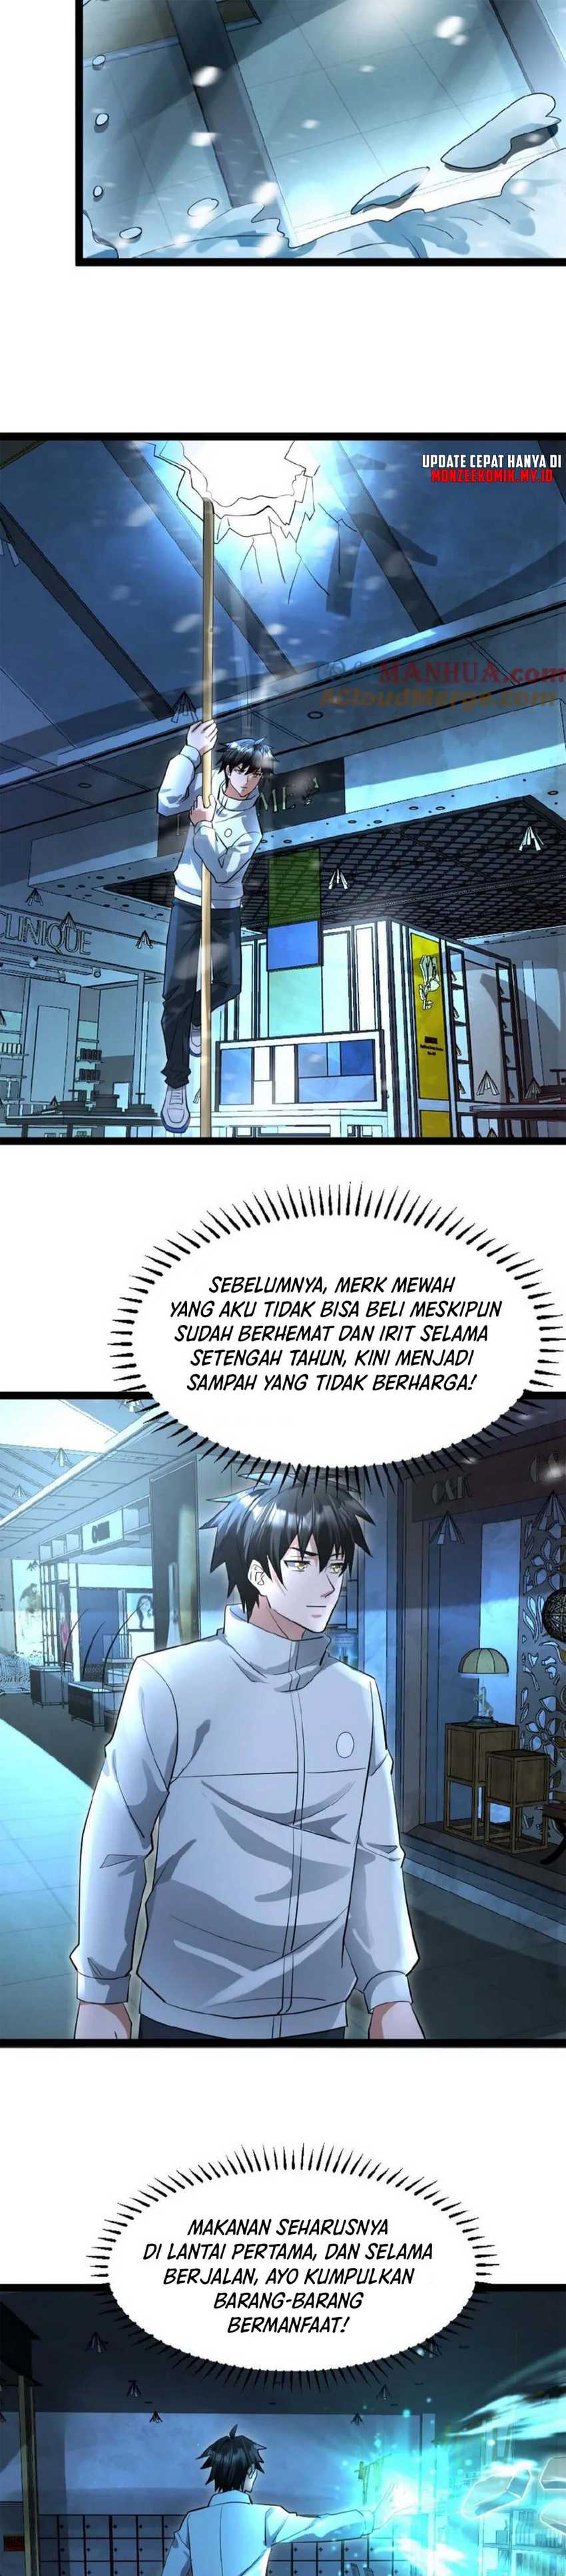 UPDATE CEPAT HANYA DI
MONZEEKOMIK.MY.ID
MANHUA.com
ACloudMerge.com
CLINIQUE
SEBELUMNYA, MERK MEWAH
YANG AKU TIDAK BISA BELI MESKIPUN
SUDAH BERHEMAT DAN IRIT SELAMA
SETENGAH TAHUN, KINI MENJADI
SAMPAH YANG TIDAK BERHARGA!
MAKANAN SEHARUSNYA
DI LANTAI PERTAMA, DAN SELAMA
BERJALAN, AYO KUMPULKAN
BARANG-BARANG
BERMANFAAT!